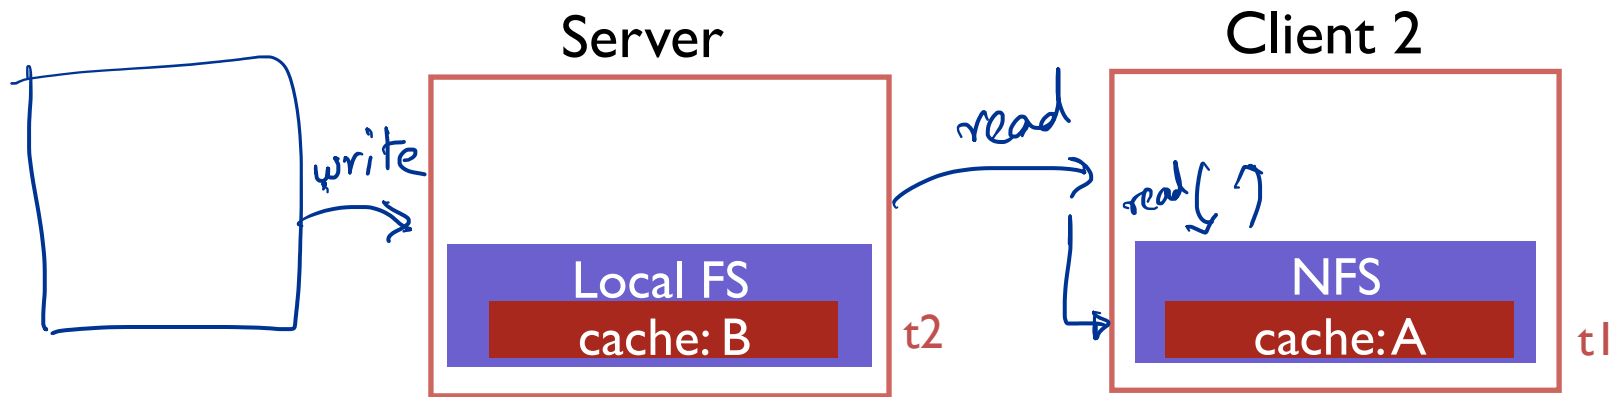 Server
Client 2
write
read
read
Local FS
cache: B
t2
NFS
cache: A
t1